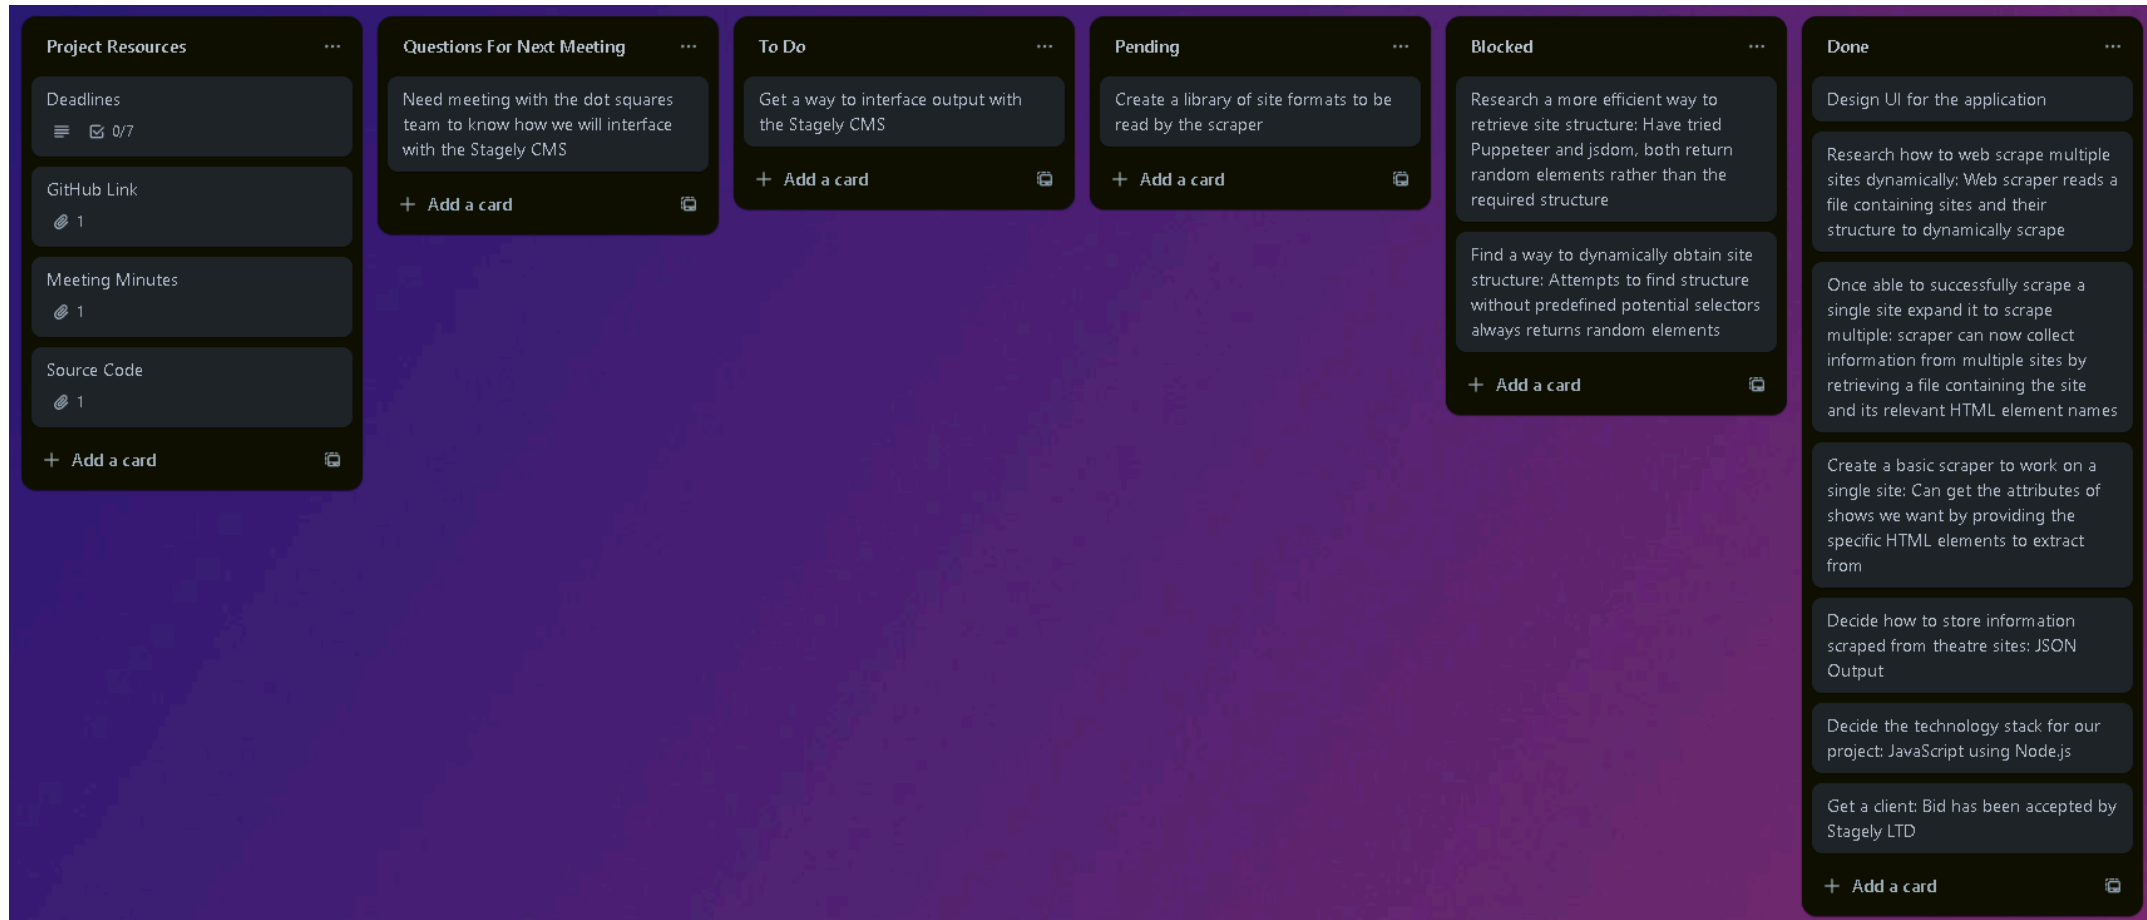 Project Resources
Deadlines
0/7
GitHub Link
1
Meeting Minutes
1
Source Code
1
Add a card
Questions For Next Meeting
Need meeting with the dot squares
team to know how we will interface
with the Stagely CMS
Add a card
To Do
Get a way to interface output with
the Stagely CMS
Add a card
Pending
Create a library of site formats to be
read by the scraper
Add a card
Blocked
Research a more efficient way to
retrieve site structure: Have tried
Puppeteer and jsdom, both return
random elements rather than the
required structure
Find a way to dynamically obtain site
structure: Attempts to find structure
without predefined potential selectors
always returns random elements
Add a card
Done
Design UI for the application
Research how to web scrape multiple
sites dynamically: Web scraper reads a
file containing sites and their
structure to dynamically scrape
Once able to successfully scrape a
single site expand it to scrape
multiple: scraper can now collect
information from multiple sites by
retrieving a file containing the site
and its relevant HTML element names
Create a basic scraper to work on a
single site: Can get the attributes of
shows we want by providing the
specific HTML elements to extract
from
Decide how to store information
scraped from theatre sites: JSON
Output
Decide the technology stack for our
project: JavaScript using Node.js
Get a client: Bid has been accepted by
Stagely LTD
Add a card